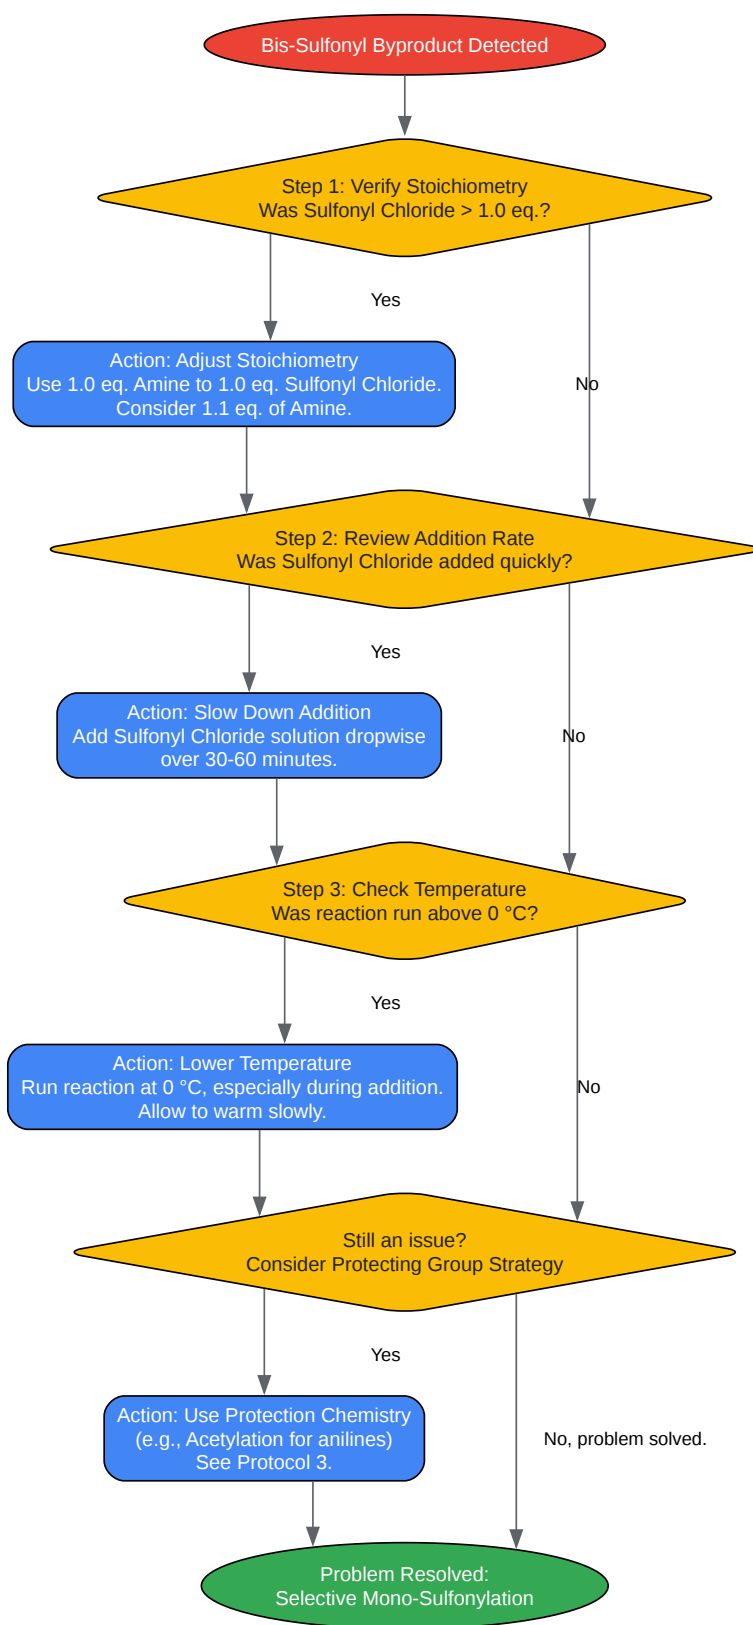 Bis-Sulfonyl Byproduct Detected
Step 1: Verify Stoichiometry
Was Sulfonyl Chloride > 1.0 eq.?
Yes
Action: Adjust Stoichiometry
Use 1.0 eq. Amine to 1.0 eq. Sulfonyl Chloride.
Consider 1.1 eq. of Amine.
No
Step 2: Review Addition Rate
Was Sulfonyl Chloride added quickly?
Yes
Action: Slow Down Addition
Add Sulfonyl Chloride solution dropwise
over 30-60 minutes.
No
Step 3: Check Temperature
Was reaction run above 0 °C?
Yes
Action: Lower Temperature
Run reaction at 0 °C, especially during addition.
Allow to warm slowly.
No
Still an issue?
Consider Protecting Group Strategy
Yes
Action: Use Protection Chemistry
(e.g., Acetylation for anilines)
See Protocol 3.
No, problem solved.
Problem Resolved:
Selective Mono-Sulfonylation